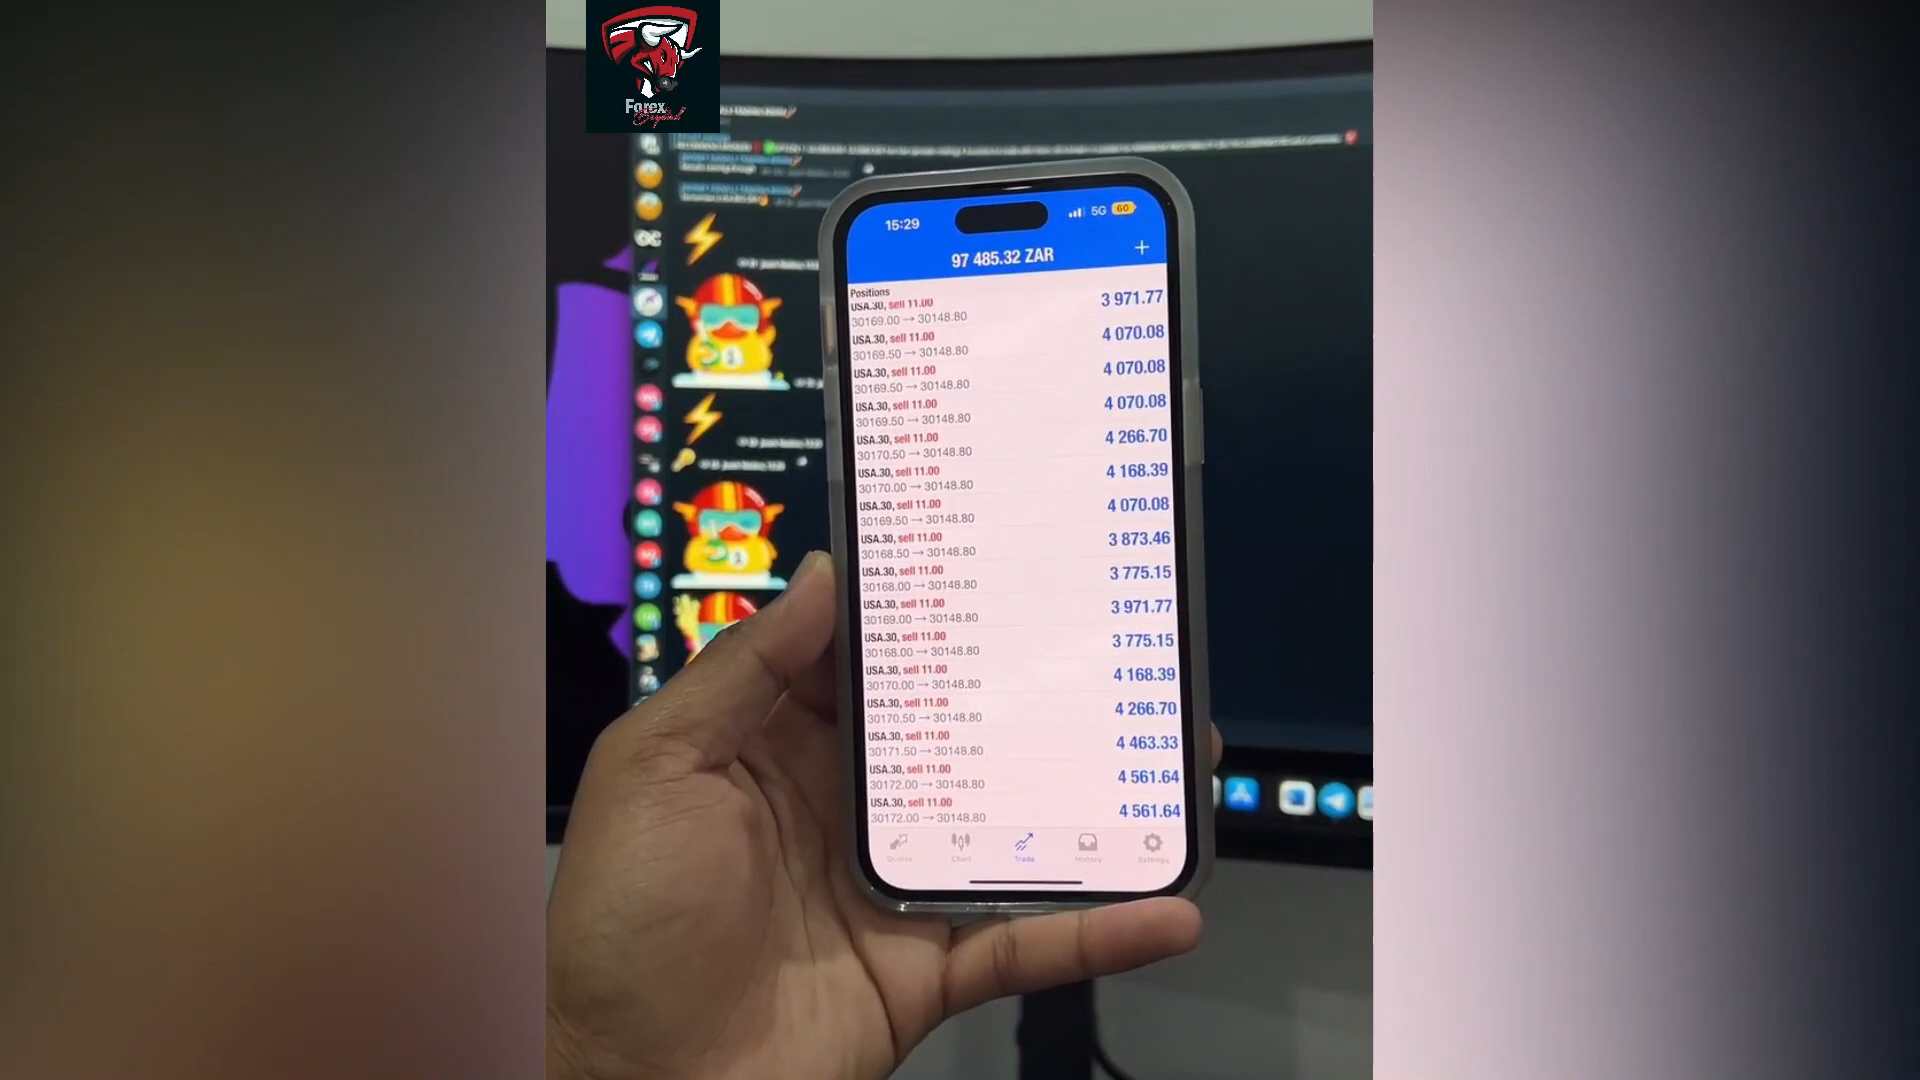 Forex
Beyond
15:29
5G
60
97 485.32 ZAR
+
Positions
USA.30, sell 11.00
30169.00 → 30148.80
3 971.77
USA.30, sell 11.00
30169.50 → 30148.80
4 070.08
USA.30, sell 11.00
30169.50 → 30148.80
4 070.08
USA.30, sell 11.00
30169.50 → 30148.80
4 070.08
USA.30, sell 11.00
30170.50 → 30148.80
4 266.70
USA.30, sell 11.00
30170.00 → 30148.80
4 168.39
USA.30, sell 11.00
30169.50 → 30148.80
4 070.08
USA.30, sell 11.00
30168.50 → 30148.80
3 873.46
USA.30, sell 11.00
30168.00 → 30148.80
3 775.15
USA.30, sell 11.00
30169.00 → 30148.80
3 971.77
USA.30, sell 11.00
30168.00 → 30148.80
3 775.15
USA.30, sell 11.00
30170.00 → 30148.80
4 168.39
USA.30, sell 11.00
30170.50 → 30148.80
4 266.70
USA.30, sell 11.00
30171.50 → 30148.80
4 463.33
USA.30, sell 11.00
30172.00 → 30148.80
4 561.64
USA.30, sell 11.00
30172.00 → 30148.80
4 561.64
Quotes
Chart
Trade
History
Settings